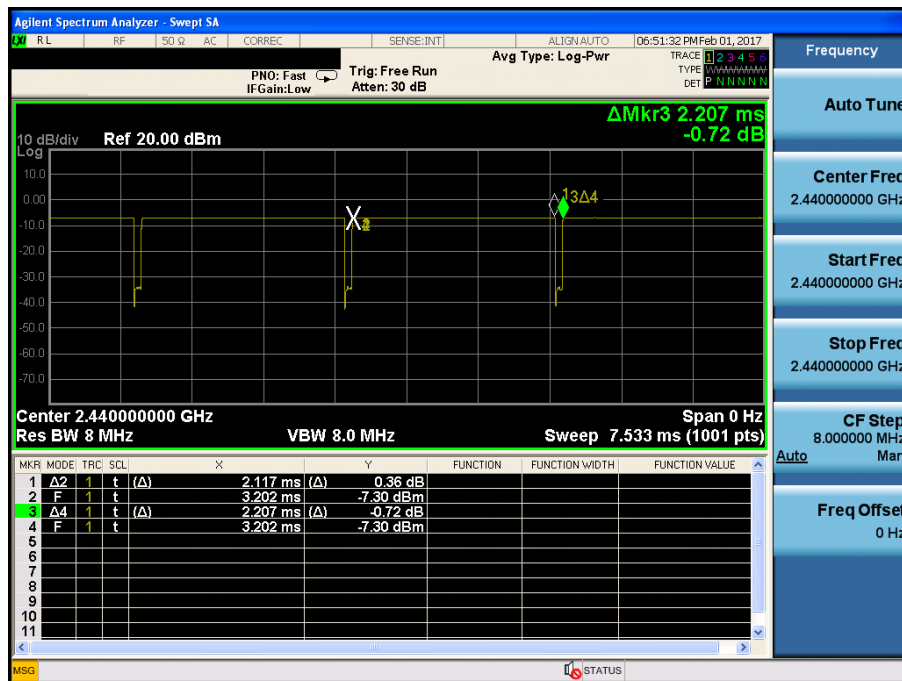 Agilent Spectrum Analyzer - Swept SA
LXI RL RF 50 Ω AC CORREC SENSE:INT ALIGN AUTO 06:51:32 PM Feb 01, 2017
Frequency
PNO: Fast
IFGain:Low
Trig: Free Run
Atten: 30 dB
Avg Type: Log-Pwr
TRACE 1 2 3 4 5 6
TYPE WWWWWW
DET P N N N N N
Auto Tune
ΔMkr3 2.207 ms
-0.72 dB
10 dB/div Ref 20.00 dBm
Log
10.0
0.00
-10.0
-20.0
-30.0
-40.0
-50.0
-60.0
-70.0
X
3Δ4
Center Freq
2.440000000 GHz
Start Freq
2.440000000 GHz
Stop Freq
2.440000000 GHz
Center 2.440000000 GHz Span 0 Hz
Res BW 8 MHz VBW 8.0 MHz Sweep 7.533 ms (1001 pts)
CF Step
8.000000 MHz
Auto Man
MKR MODE TRC SCL X Y FUNCTION FUNCTION WIDTH FUNCTION VALUE
1 Δ2 1 t (Δ) 2.117 ms (Δ) 0.36 dB
2 F 1 t 3.202 ms -7.30 dBm
3 Δ4 1 t (Δ) 2.207 ms (Δ) -0.72 dB
4 F 1 t 3.202 ms -7.30 dBm
5
6
7
8
9
10
11
Freq Offset
0 Hz
MSG STATUS